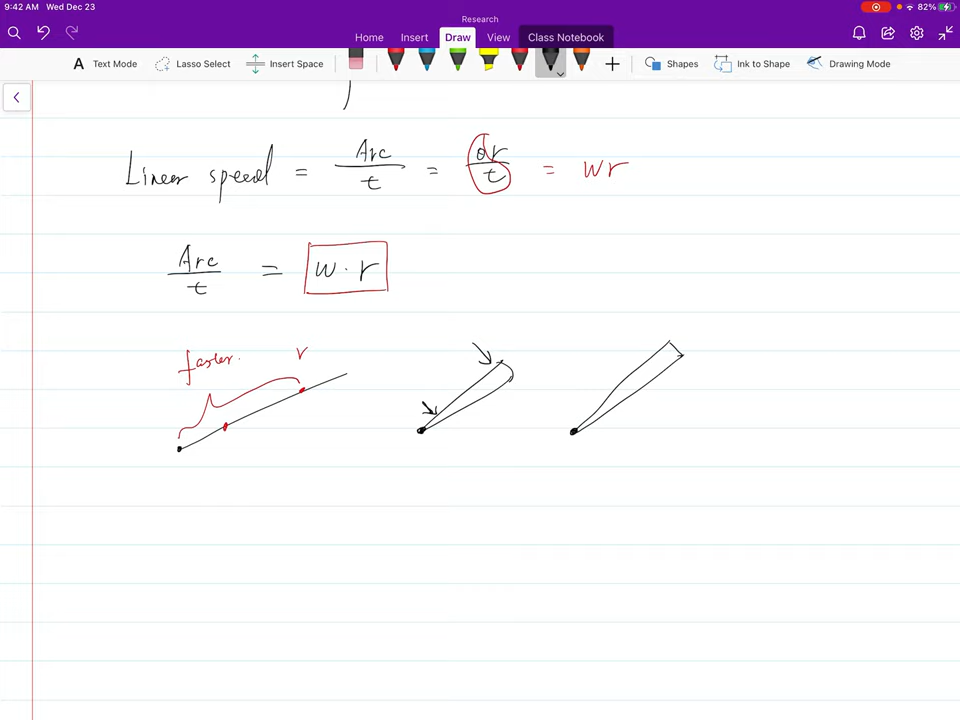 9:42 AM Wed Dec 23
82%
Research
Home Insert Draw View Class Notebook
Text Mode Lasso Select Insert Space Shapes Ink to Shape Drawing Mode
Linear speed = Arc/t = θr/t = wr
Arc/t = w · r
faster. r